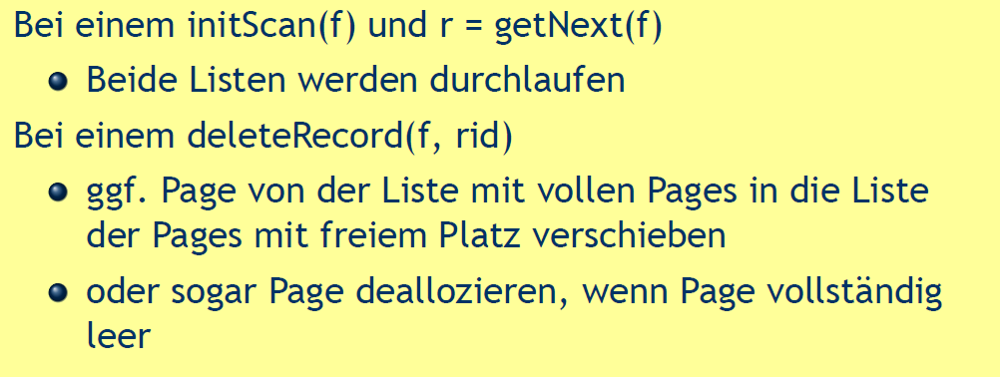 Bei einem initScan(f) und r = getNext(f)
Beide Listen werden durchlaufen
Bei einem deleteRecord(f, rid)
ggf. Page von der Liste mit vollen Pages in die Liste
der Pages mit freiem Platz verschieben
oder sogar Page deallozieren, wenn Page vollständig
leer